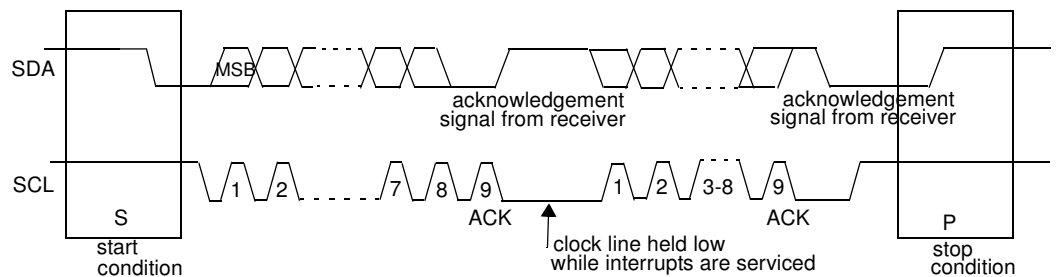 SDA
MSB
acknowledgement
signal from receiver
acknowledgement
signal from receiver
SCL
1 2 7 8 9 1 2 3-8 9
ACK ACK
S
P
start
condition
clock line held low
while interrupts are serviced
stop
condition